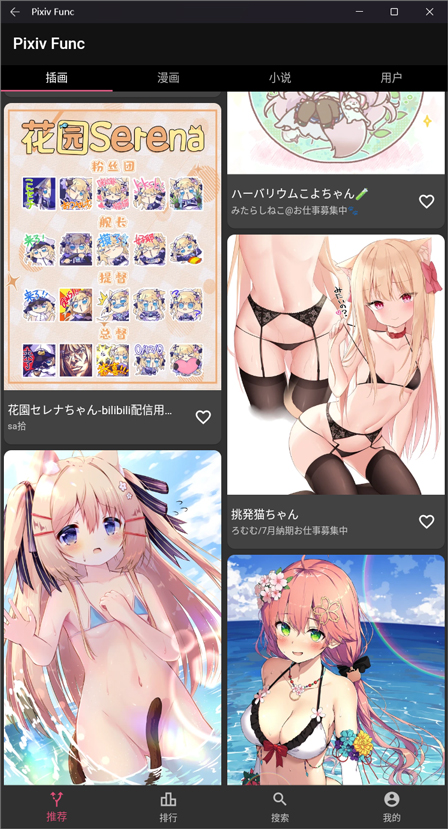 Pixiv Func
Pixiv Func
插画
漫画
小说
用户
花园Serena
粉丝团
舰长
提督
总督
花園セレナちゃん-bilibili配信用...
sa拾
ハーバリウムこよちゃん🧪
みたらしねこ@お仕事募集中🐾
挑発猫ちゃん
ろむむ/7月納期お仕事募集中
推荐
排行
搜索
我的